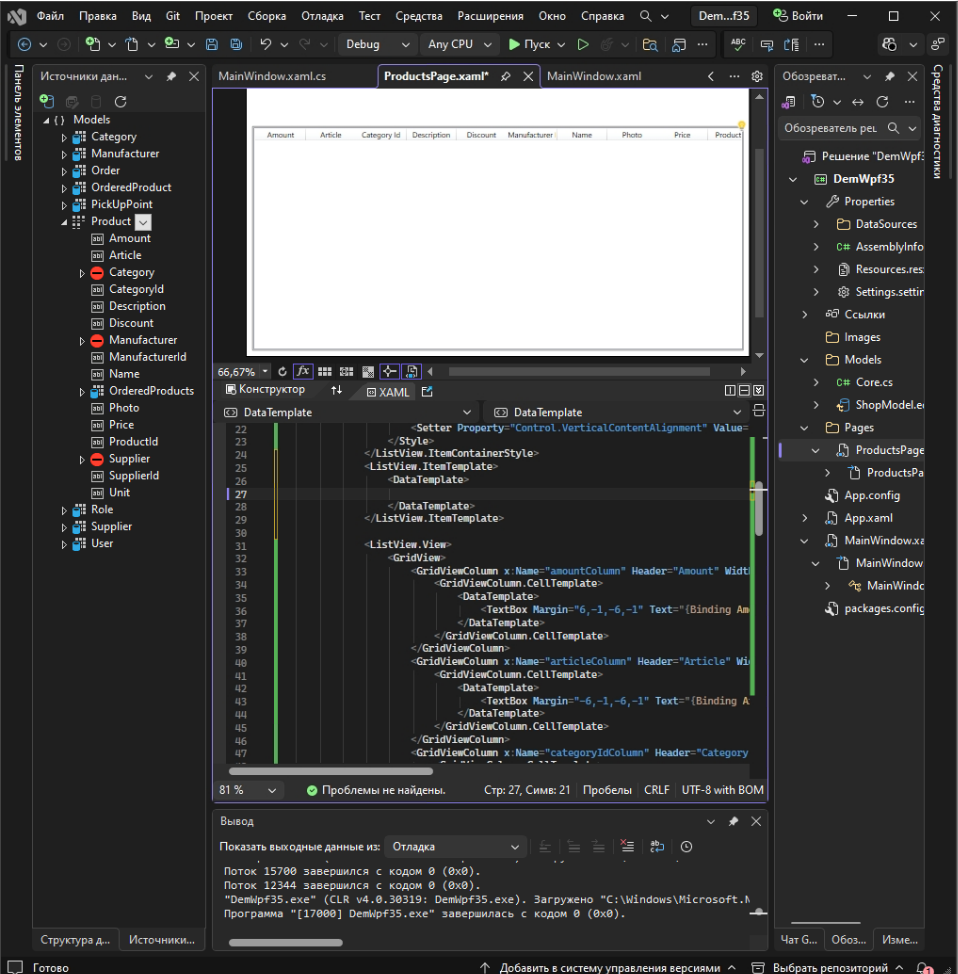 Файл Правка Вид Git Проект Сборка Отладка Тест Средства Расширения Окно Справка Dem...f35 Войти
Debug Any CPU Пуск
Панель элементов
Источники дан...
Models
Category
Manufacturer
Order
OrderedProduct
PickUpPoint
Product
Amount
Article
Category
CategoryId
Description
Discount
Manufacturer
ManufacturerId
Name
OrderedProducts
Photo
Price
ProductId
Supplier
SupplierId
Unit
Role
Supplier
User
Структура д... Источники...
MainWindow.xaml.cs ProductsPage.xaml* MainWindow.xaml
Amount Article Category Id Description Discount Manufacturer Name Photo Price Product
66,67%
Конструктор XAML
DataTemplate DataTemplate
22 <Setter Property="Control.VerticalContentAlignment" Value=
23 </Style>
24 </ListView.ItemContainerStyle>
25 <ListView.ItemTemplate>
26 <DataTemplate>
27
28 </DataTemplate>
29 </ListView.ItemTemplate>
30
31 <ListView.View>
32 <GridView>
33 <GridViewColumn x:Name="amountColumn" Header="Amount" Widt
34 <GridViewColumn.CellTemplate>
35 <DataTemplate>
36 <TextBox Margin="6,-1,-6,-1" Text="{Binding Am
37 </DataTemplate>
38 </GridViewColumn.CellTemplate>
39 </GridViewColumn>
40 <GridViewColumn x:Name="articleColumn" Header="Article" Wi
41 <GridViewColumn.CellTemplate>
42 <DataTemplate>
43 <TextBox Margin="-6,-1,-6,-1" Text="{Binding A
44 </DataTemplate>
45 </GridViewColumn.CellTemplate>
46 </GridViewColumn>
47 <GridViewColumn x:Name="categoryIdColumn" Header="Category
81 % Проблемы не найдены. Стр: 27, Симв: 21 Пробелы CRLF UTF-8 with BOM
Вывод
Показать выходные данные из: Отладка
Поток 15700 завершился с кодом 0 (0x0).
Поток 12344 завершился с кодом 0 (0x0).
"DemWpf35.exe" (CLR v4.0.30319: DemWpf35.exe). Загружено "C:\Windows\Microsoft.N
Программа "[17000] DemWpf35.exe" завершилась с кодом 0 (0x0).
Обозреват...
Обозреватель реш
Решение "DemWpf3
DemWpf35
Properties
DataSources
AssemblyInfo
Resources.res
Settings.settin
Ссылки
Images
Models
Core.cs
ShopModel.e
Pages
ProductsPage
ProductsPa
App.config
App.xaml
MainWindow.xa
MainWindow
MainWindo
packages.config
Чат G... Обоз... Изме...
Средства диагностики
Готово Добавить в систему управления версиями Выбрать репозиторий 1